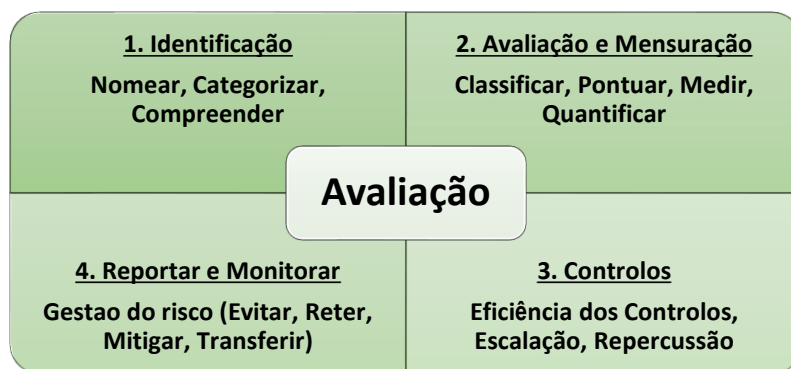 1. Identificação
Nomear, Categorizar,
Compreender
2. Avaliação e Mensuração
Classificar, Pontuar, Medir,
Quantificar
Avaliação
4. Reportar e Monitorar
Gestao do risco (Evitar, Reter,
Mitigar, Transferir)
3. Controlos
Eficiência dos Controlos,
Escalação, Repercussão